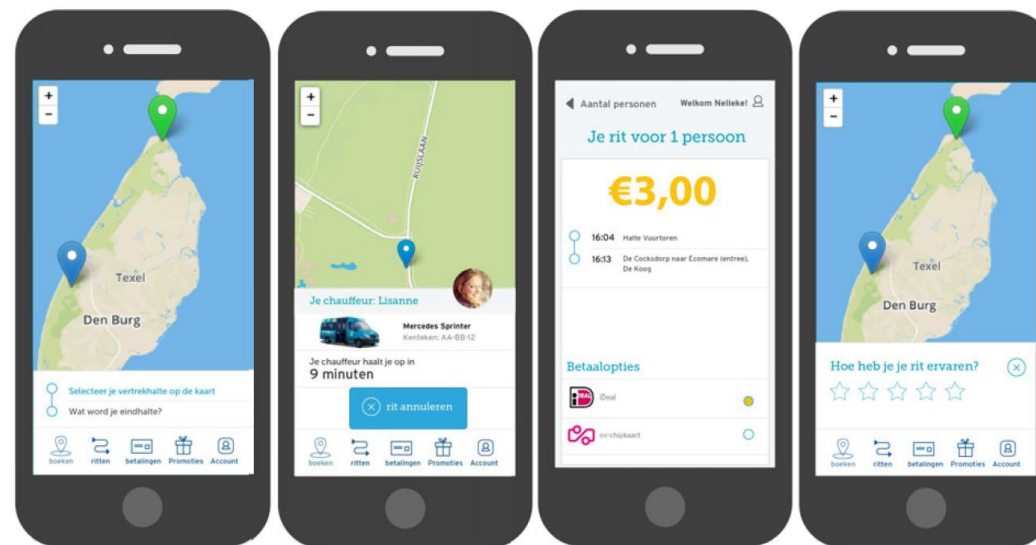 +
−
Texel
Den Burg
Selecteer je vertrekhalte op de kaart
Wat word je eindhalte?
boeken ritten betalingen Promoties Account
+
−
RUIJSLAAN
Je chauffeur: Lisanne
Mercedes Sprinter
Kenteken: AA-BB-12
Je chauffeur haalt je op in
9 minuten
rit annuleren
boeken ritten betalingen Promoties Account
Aantal personen Welkom Nelleke!
Je rit voor 1 persoon
€3,00
16:04 Halte Vuurtoren
16:13 De Cocksdorp naar Ecomare (entree),
De Koog
Betaalopties
iDEAL iDeal
ov-chipkaart
+
−
Texel
Den Burg
Hoe heb je je rit ervaren?
boeken ritten betalingen Promoties Account